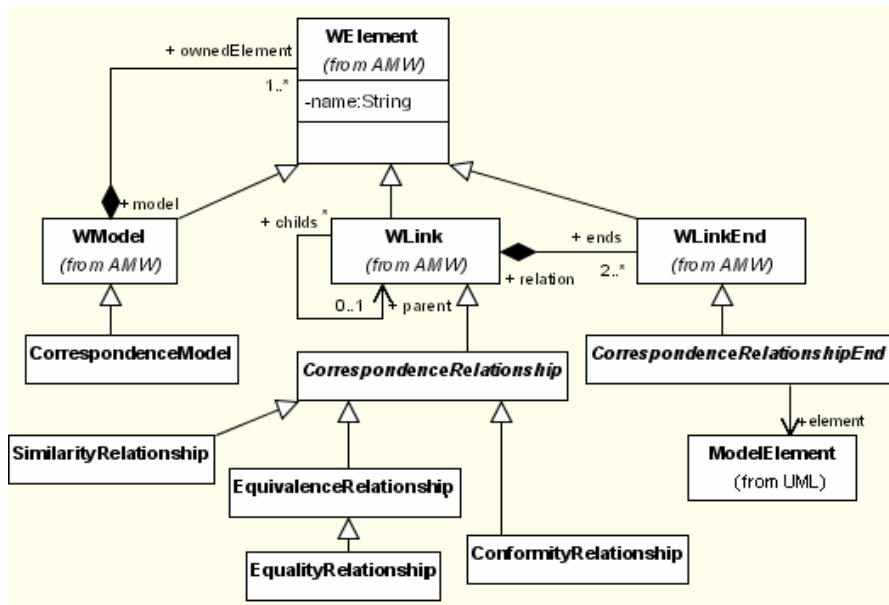 WElement
+ ownedElement
(from AMW)
1..*
-name:String
+ model
+ childs *
WModel
(from AMW)
WLink
(from AMW)
+ ends
+ relation
2..*
WLinkEnd
(from AMW)
0..1
+ parent
CorrespondenceModel
CorrespondenceRelationship
CorrespondenceRelationshipEnd
+element
SimilarityRelationship
ModelElement
(from UML)
EquivalenceRelationship
ConformityRelationship
EqualityRelationship